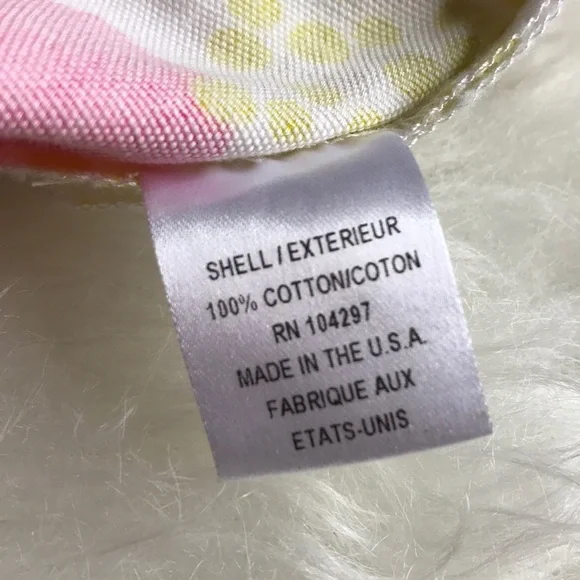 SHELL / EXTERIEUR
100% COTTON/COTON
RN 104297
MADE IN THE U.S.A.
FABRIQUE AUX
ETATS-UNIS